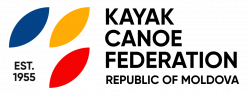 KAYAK
CANOE
FEDERATION
REPUBLIC OF MOLDOVA
EST.
1955